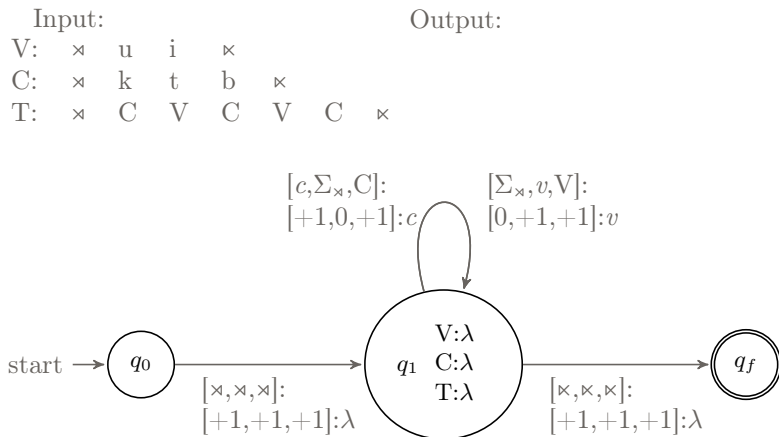 Input: Output:
V: ⋊ u i ⋉
C: ⋊ k t b ⋉
T: ⋊ C V C V C ⋉
[c,Σ⋊,C]: [Σ⋊,v,V]:
[+1,0,+1]:c [0,+1,+1]:v
V:λ
start q0 q1 C:λ qf
T:λ
[⋊,⋊,⋊]: [⋉,⋉,⋉]:
[+1,+1,+1]:λ [+1,+1,+1]:λ